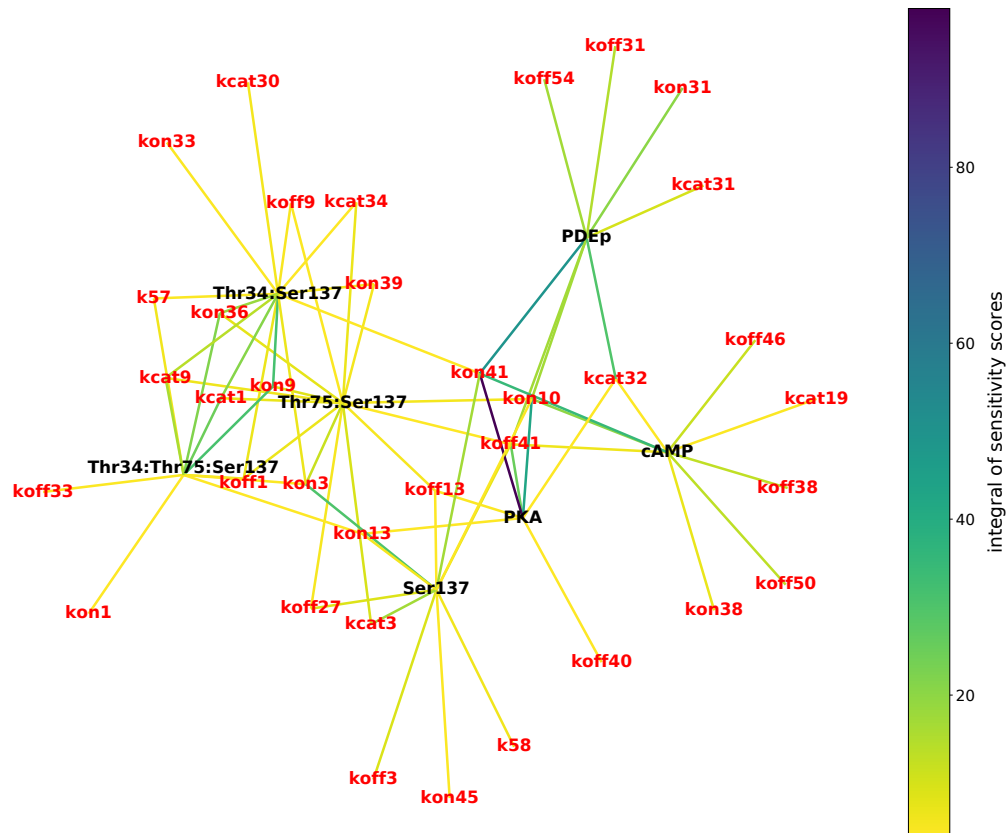 koff31
kcat30
koff54
kon31
kon33
80
kcat31
koff9
kcat34
PDEp
kon39
Thr34:Ser137
k57
kon36
koff46
60
integral of sensitivity scores
kon41
kcat9
kcat32
kon9
kcat1
kon10
kcat19
Thr75:Ser137
koff41
cAMP
Thr34:Thr75:Ser137
koff1
kon3
koff13
koff38
koff33
PKA
40
kon13
koff50
Ser137
koff27
kon38
kon1
kcat3
koff40
20
k58
koff3
kon45